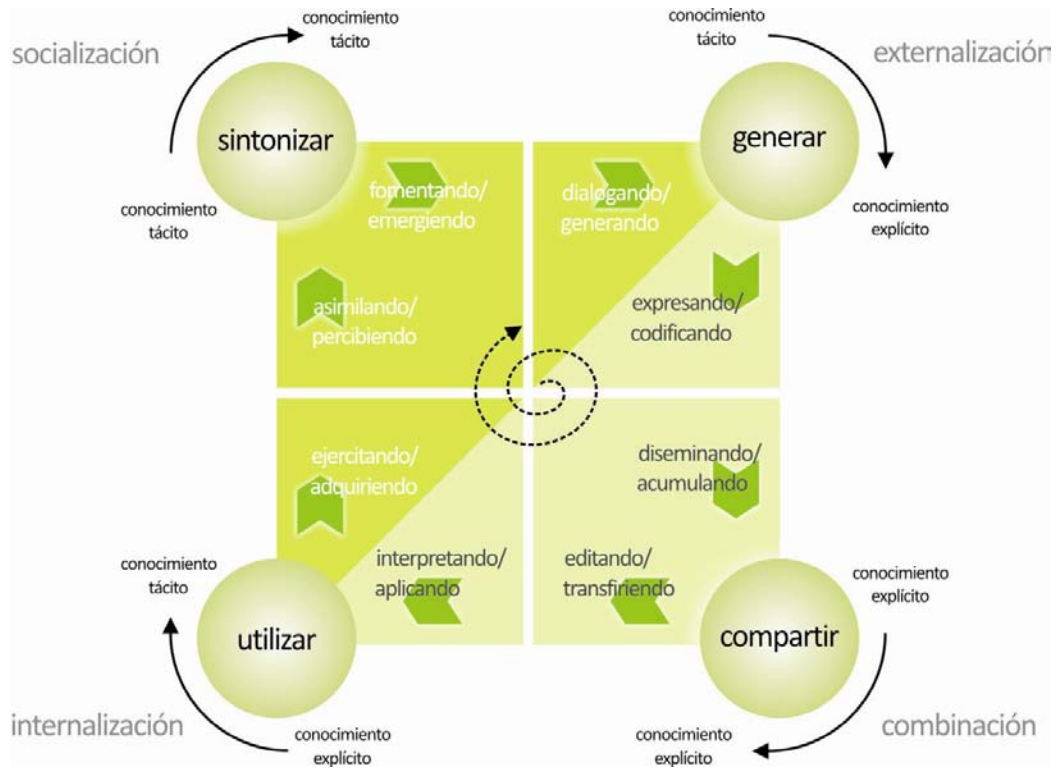 socialización
conocimiento
tácito
sintonizar
conocimiento
tácito
fomentando/
emergiendo
asimilando/
percibiendo
conocimiento
tácito
externalización
generar
conocimiento
explícito
dialogando/
generando
expresando/
codificando
ejercitando/
adquiriendo
interpretando/
aplicando
conocimiento
tácito
utilizar
internalización
conocimiento
explícito
diseminando/
acumulando
editando/
transfiriendo
conocimiento
explícito
compartir
conocimiento
explícito
combinación